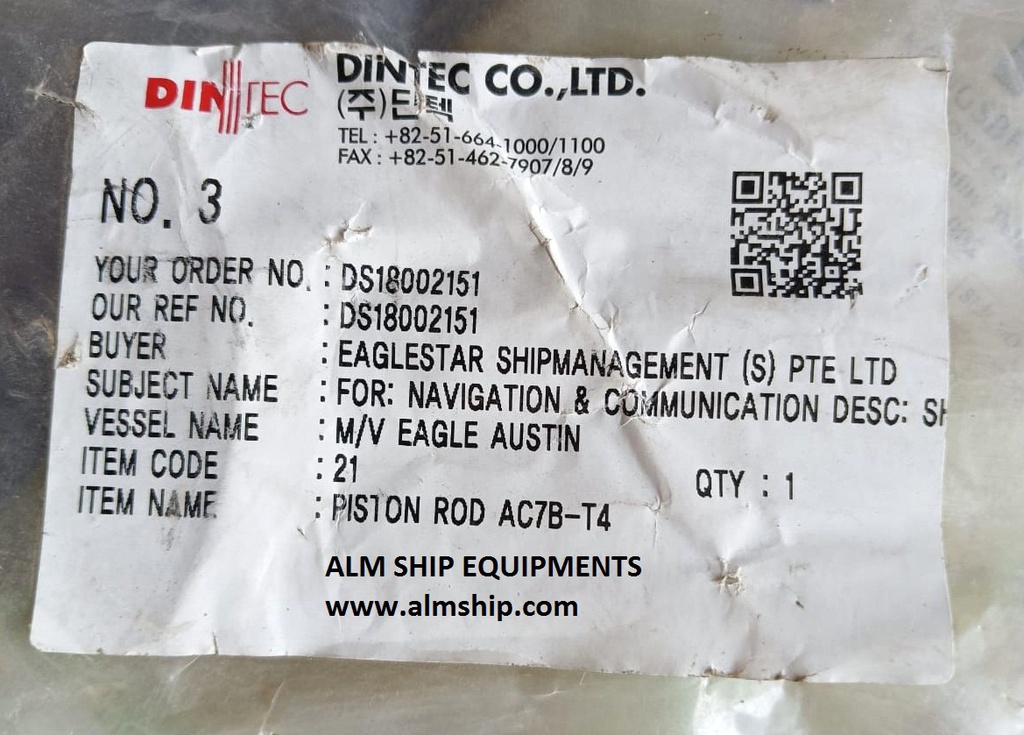 DINTEC
DINTEC CO.,LTD.
(주)딘텍
TEL : +82-51-664-1000/1100
FAX : +82-51-462-7907/8/9
NO. 3
YOUR ORDER NO. : DS18002151
OUR REF NO. : DS18002151
BUYER : EAGLESTAR SHIPMANAGEMENT (S) PTE LTD
SUBJECT NAME : FOR: NAVIGATION & COMMUNICATION DESC: SH
VESSEL NAME : M/V EAGLE AUSTIN
ITEM CODE : 21 QTY : 1
ITEM NAME : PISTON ROD AC7B-T4
ALM SHIP EQUIPMENTS
www.almship.com